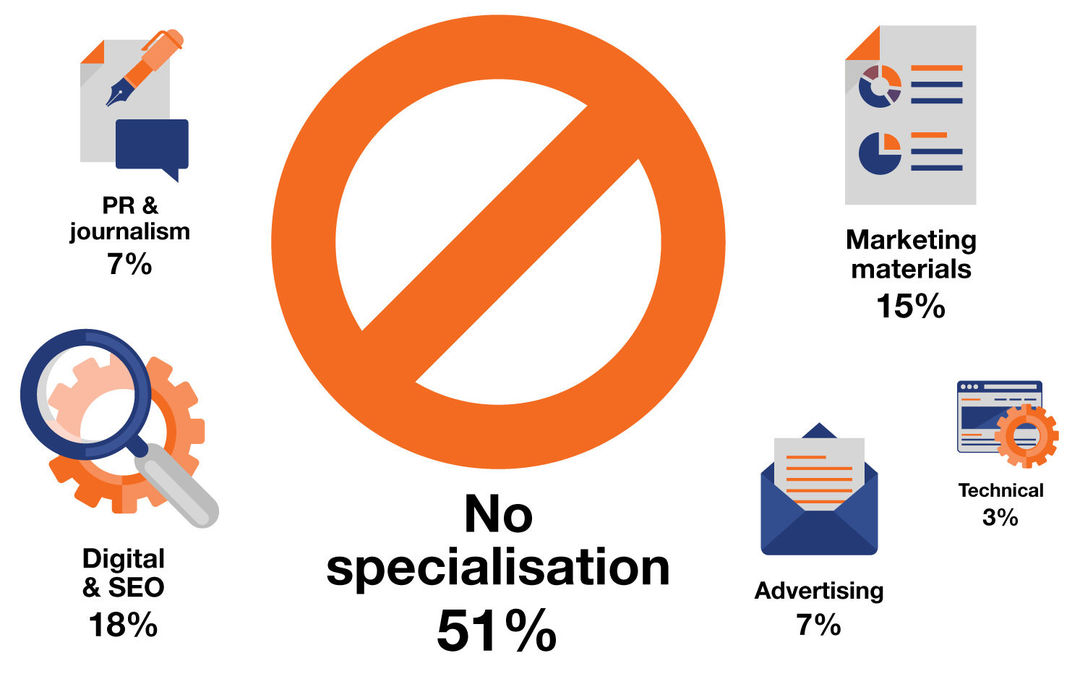 PR &
journalism
7%
Digital
& SEO
18%
No
specialisation
51%
Marketing
materials
15%
Advertising
7%
Technical
3%